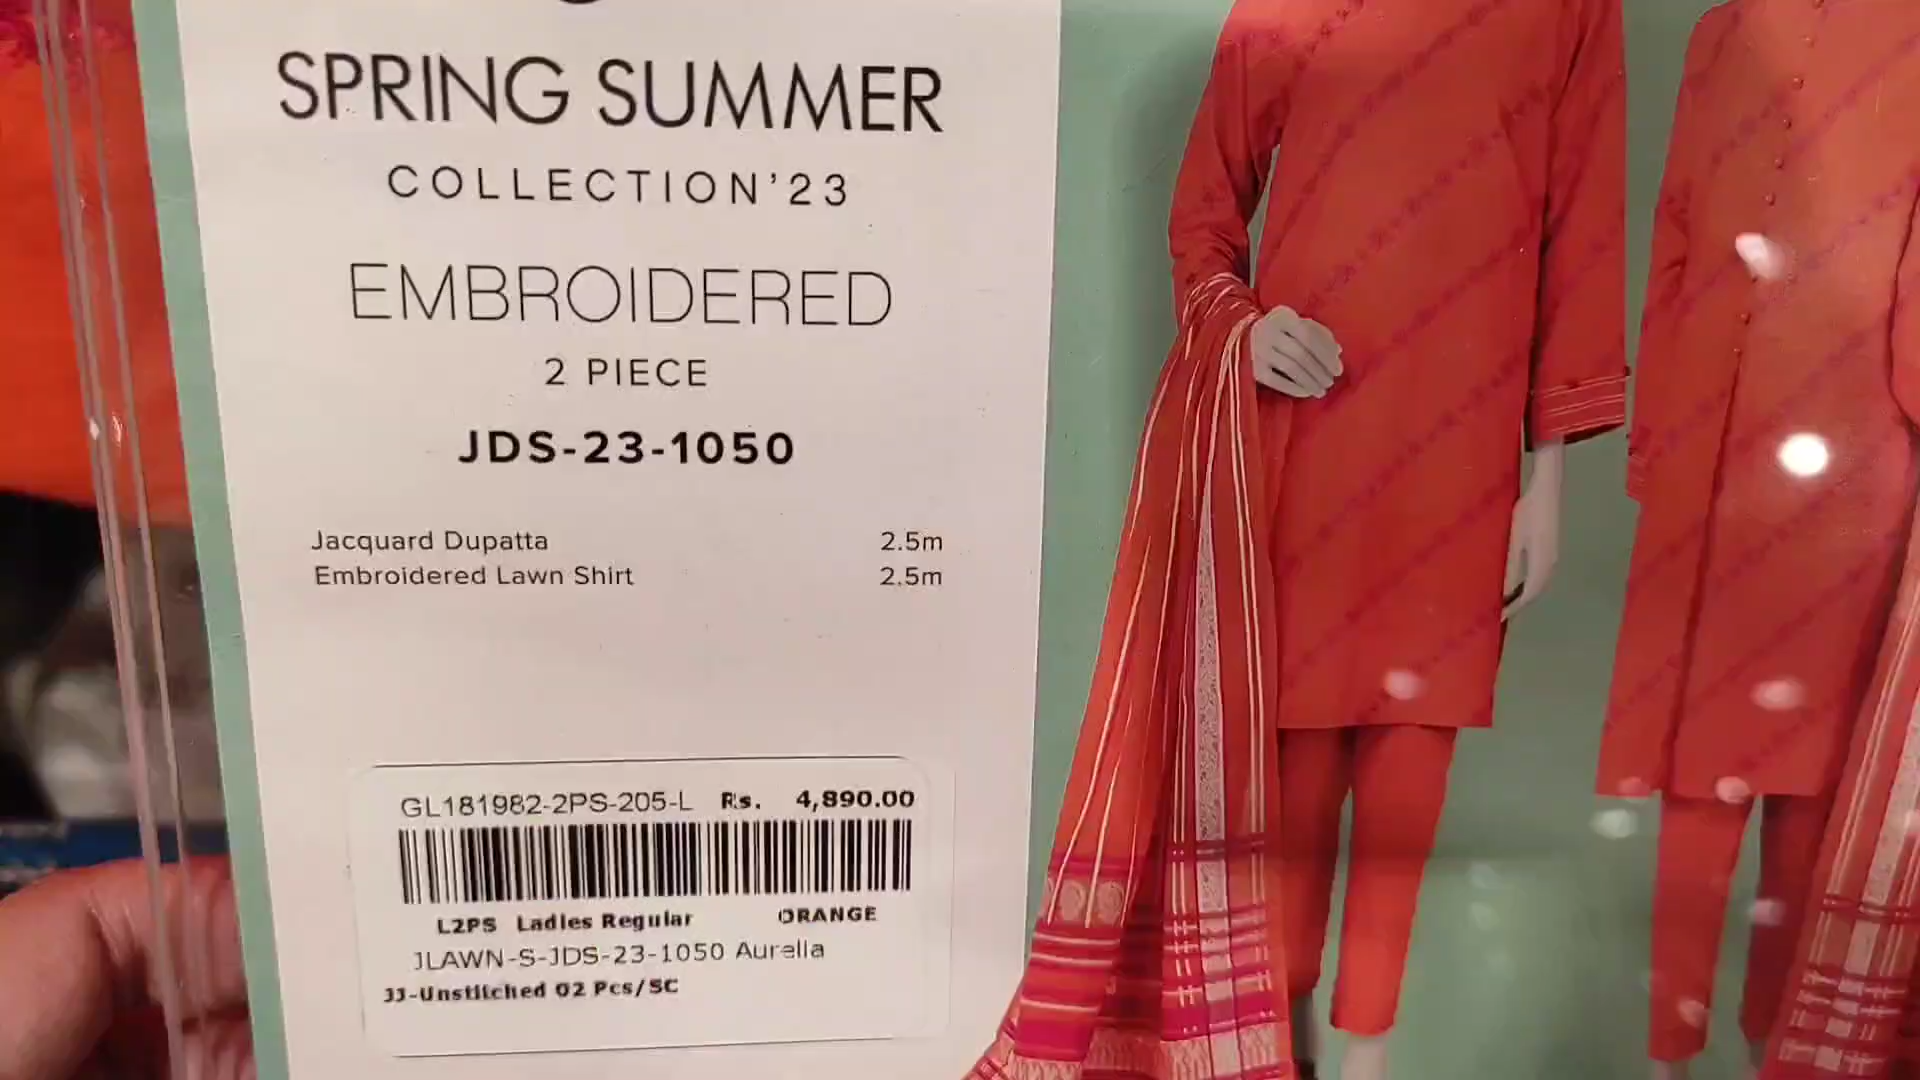 SPRING SUMMER
COLLECTION'23
EMBROIDERED
2 PIECE
JDS-23-1050
Jacquard Dupatta 2.5m
Embroidered Lawn Shirt 2.5m
GL181982-2PS-205-L Rs. 4,890.00
L2PS Ladies Regular ORANGE
JLAWN-S-JDS-23-1050 Aurella
JJ-Unstitched 02 Pcs/SC